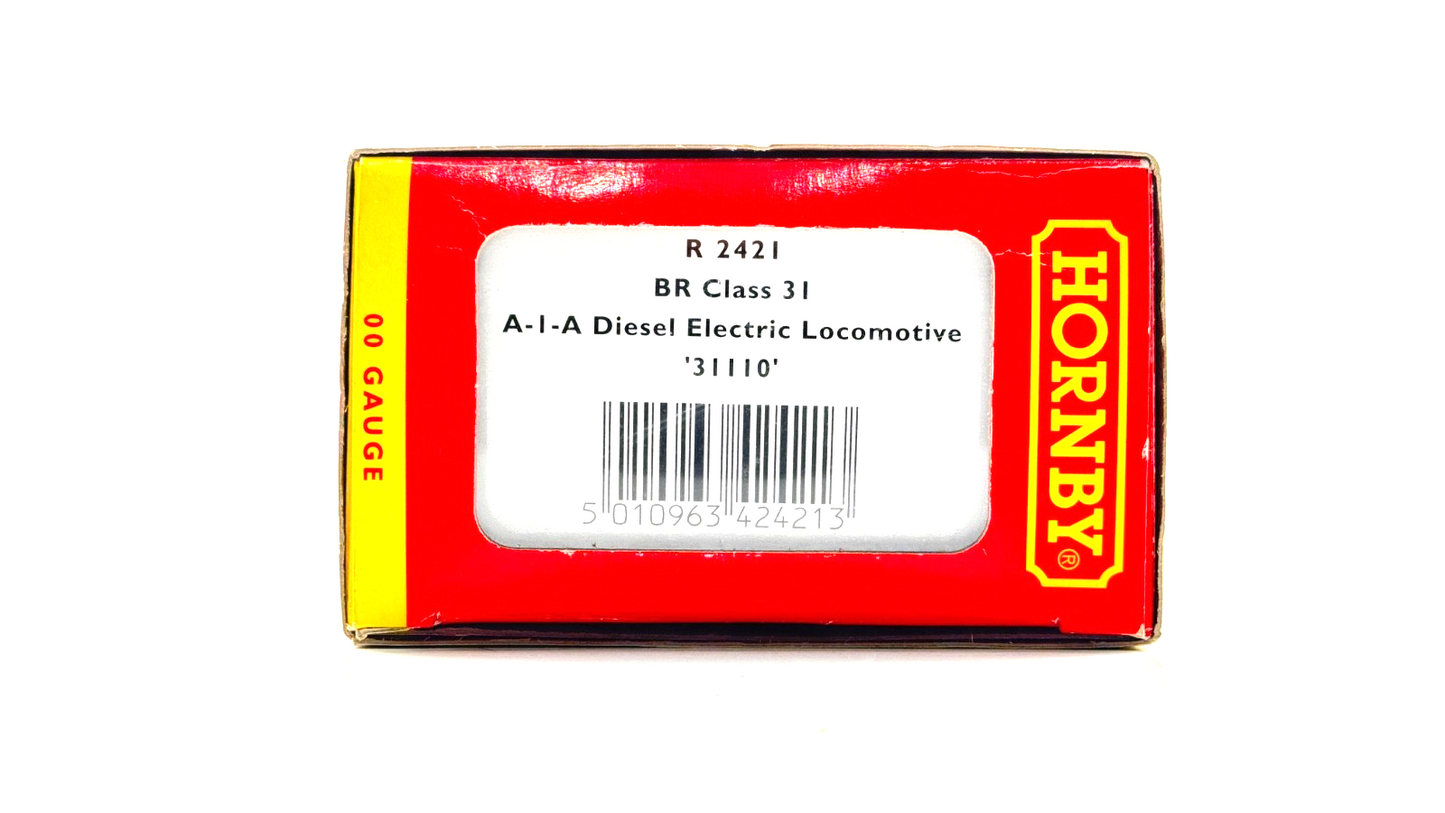 00 GAUGE
R 2421
BR Class 31
A-1-A Diesel Electric Locomotive
'31110'
5 010963 424213
HORNBY®